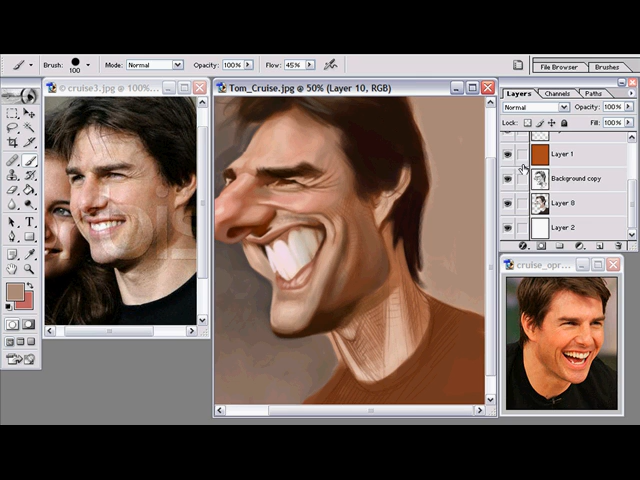 Brush:
100
Mode: Normal
Opacity: 100%
Flow: 45%
File Browser
Brushes
© cruise3.jpg @ 100%...
Tom_Cruise.jpg @ 50% (Layer 10, RGB)
Layers
Channels
Paths
Normal
Opacity: 100%
Lock:
Fill: 100%
Layer 1
Background copy
Layer 8
Layer 2
cruise_opr...
T